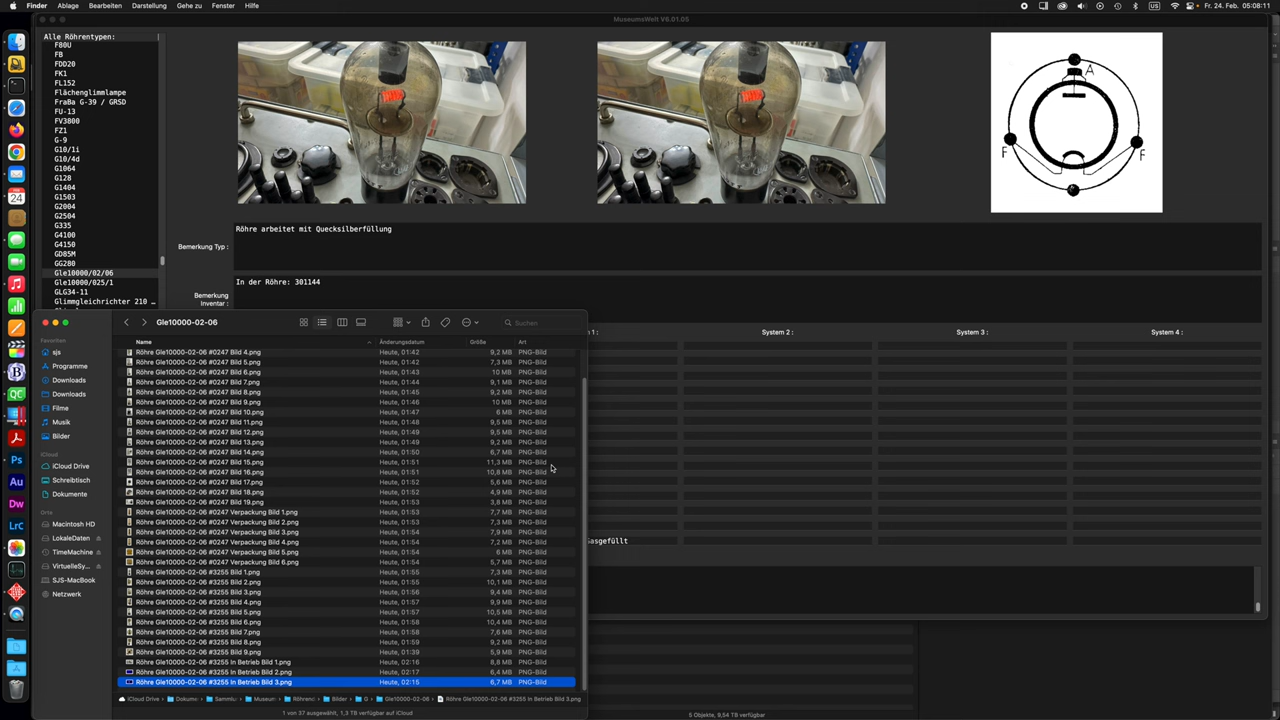 Finder Ablage Bearbeiten Darstellung Gehe zu Fenster Hilfe
US Fr. 24. Feb. 05:08:11
MuseumsWelt V6.01.05
Alle Röhrentypen:
F80U
FB
FDD20
FK1
FL152
Flächenglimmlampe
FraBa G-39 / GRSD
FU-13
FV3800
FZ1
G-9
G10/1i
G10/4d
G1064
G128
G1404
G1503
G2004
G2504
G335
G4100
G4150
GD85M
GG280
Gle10000/02/06
Gle10000/025/1
GLG34-11
Glimmgleichrichter 210 …
A
F F
Bemerkung Typ :
Röhre arbeitet mit Quecksilberfüllung
Bemerkung
Inventar :
In der Röhre: 301144
1 : System 2 : System 3 : System 4 :
Gasgefüllt
Gle10000-02-06
Suchen
Favoriten
sjs
Programme
Downloads
Downloads
Filme
Musik
Bilder
iCloud
iCloud Drive
Schreibtisch
Dokumente
Orte
Macintosh HD
LokaleDaten
TimeMachine
VirtuelleSy...
SJS-MacBook
Netzwerk
Name Änderungsdatum Größe Art
Röhre Gle10000-02-06 #0247 Bild 4.png Heute, 01:42 9,2 MB PNG-Bild
Röhre Gle10000-02-06 #0247 Bild 5.png Heute, 01:42 7,3 MB PNG-Bild
Röhre Gle10000-02-06 #0247 Bild 6.png Heute, 01:43 10 MB PNG-Bild
Röhre Gle10000-02-06 #0247 Bild 7.png Heute, 01:44 9,1 MB PNG-Bild
Röhre Gle10000-02-06 #0247 Bild 8.png Heute, 01:45 9,2 MB PNG-Bild
Röhre Gle10000-02-06 #0247 Bild 9.png Heute, 01:46 10 MB PNG-Bild
Röhre Gle10000-02-06 #0247 Bild 10.png Heute, 01:47 6 MB PNG-Bild
Röhre Gle10000-02-06 #0247 Bild 11.png Heute, 01:48 9,5 MB PNG-Bild
Röhre Gle10000-02-06 #0247 Bild 12.png Heute, 01:49 9,5 MB PNG-Bild
Röhre Gle10000-02-06 #0247 Bild 13.png Heute, 01:49 9,2 MB PNG-Bild
Röhre Gle10000-02-06 #0247 Bild 14.png Heute, 01:50 6,7 MB PNG-Bild
Röhre Gle10000-02-06 #0247 Bild 15.png Heute, 01:51 11,3 MB PNG-Bild
Röhre Gle10000-02-06 #0247 Bild 16.png Heute, 01:51 10,8 MB PNG-Bild
Röhre Gle10000-02-06 #0247 Bild 17.png Heute, 01:52 5,6 MB PNG-Bild
Röhre Gle10000-02-06 #0247 Bild 18.png Heute, 01:52 4,9 MB PNG-Bild
Röhre Gle10000-02-06 #0247 Bild 19.png Heute, 01:53 3,8 MB PNG-Bild
Röhre Gle10000-02-06 #0247 Verpackung Bild 1.png Heute, 01:53 7,7 MB PNG-Bild
Röhre Gle10000-02-06 #0247 Verpackung Bild 2.png Heute, 01:53 7,3 MB PNG-Bild
Röhre Gle10000-02-06 #0247 Verpackung Bild 3.png Heute, 01:54 7,9 MB PNG-Bild
Röhre Gle10000-02-06 #0247 Verpackung Bild 4.png Heute, 01:54 7,2 MB PNG-Bild
Röhre Gle10000-02-06 #0247 Verpackung Bild 5.png Heute, 01:54 6 MB PNG-Bild
Röhre Gle10000-02-06 #0247 Verpackung Bild 6.png Heute, 01:54 5,7 MB PNG-Bild
Röhre Gle10000-02-06 #3255 Bild 1.png Heute, 01:55 7,3 MB PNG-Bild
Röhre Gle10000-02-06 #3255 Bild 2.png Heute, 01:55 10,1 MB PNG-Bild
Röhre Gle10000-02-06 #3255 Bild 3.png Heute, 01:56 9,4 MB PNG-Bild
Röhre Gle10000-02-06 #3255 Bild 4.png Heute, 01:57 9,9 MB PNG-Bild
Röhre Gle10000-02-06 #3255 Bild 5.png Heute, 01:57 10,5 MB PNG-Bild
Röhre Gle10000-02-06 #3255 Bild 6.png Heute, 01:58 10,4 MB PNG-Bild
Röhre Gle10000-02-06 #3255 Bild 7.png Heute, 01:58 7,6 MB PNG-Bild
Röhre Gle10000-02-06 #3255 Bild 8.png Heute, 01:59 9,2 MB PNG-Bild
Röhre Gle10000-02-06 #3255 Bild 9.png Heute, 01:39 5,9 MB PNG-Bild
Röhre Gle10000-02-06 #3255 In Betrieb Bild 1.png Heute, 02:16 8,8 MB PNG-Bild
Röhre Gle10000-02-06 #3255 In Betrieb Bild 2.png Heute, 02:17 6,4 MB PNG-Bild
Röhre Gle10000-02-06 #3255 In Betrieb Bild 3.png Heute, 02:15 6,7 MB PNG-Bild
iCloud Drive › Dokume › Sammlu › Museum › Röhrend › Bilder › G › Gle10000-02-06 › Röhre Gle10000-02-06 #3255 In Betrieb Bild 3.png
1 von 37 ausgewählt, 1,3 TB verfügbar auf iCloud
5 Objekte, 9,54 TB verfügbar
FEB
24
QC
Ps
Au
Dw
LrC